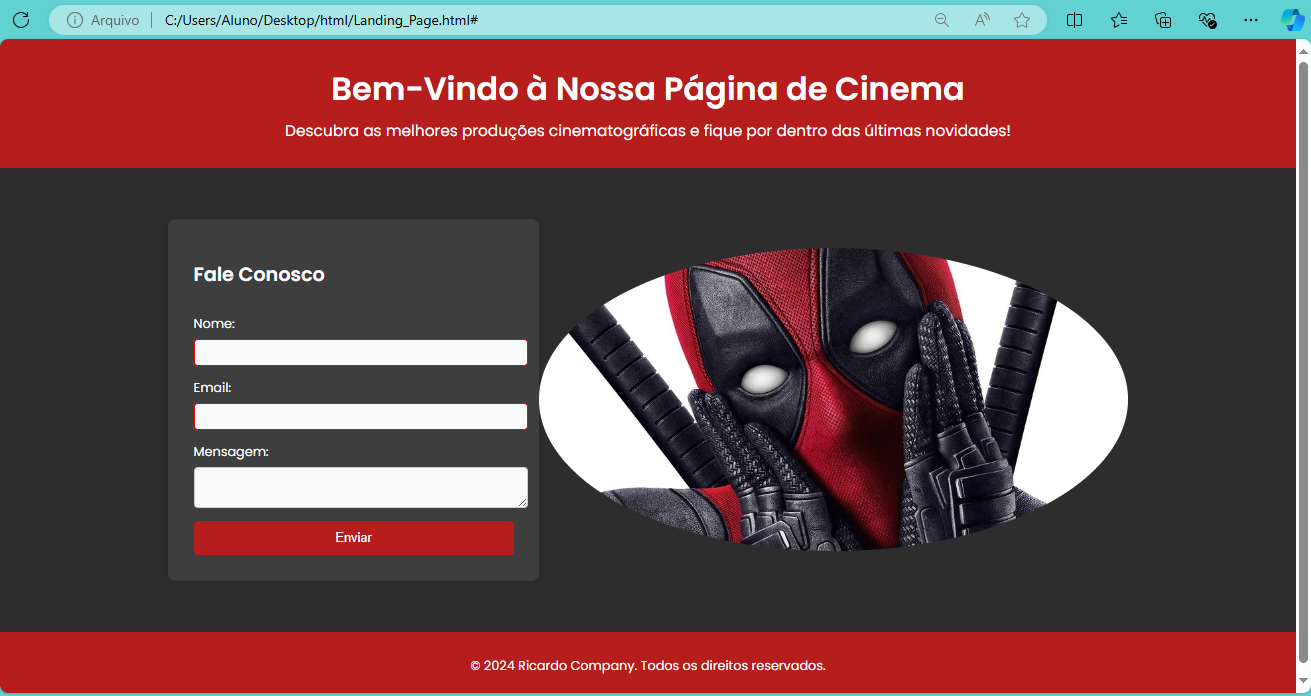 Arquivo C:/Users/Aluno/Desktop/html/Landing_Page.html#
Bem-Vindo à Nossa Página de Cinema
Descubra as melhores produções cinematográficas e fique por dentro das últimas novidades!
Fale Conosco
Nome:
Email:
Mensagem:
Enviar
© 2024 Ricardo Company. Todos os direitos reservados.